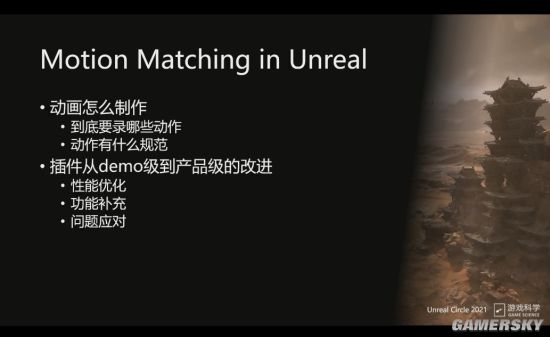 Motion Matching in Unreal
• 动画怎么制作
• 到底要录哪些动作
• 动作有什么规范
• 插件从demo级到产品级的改进
• 性能优化
• 功能补充
• 问题应对
Unreal Circle 2021 游戏科学
GAME SCIENCE
GAMERSKY